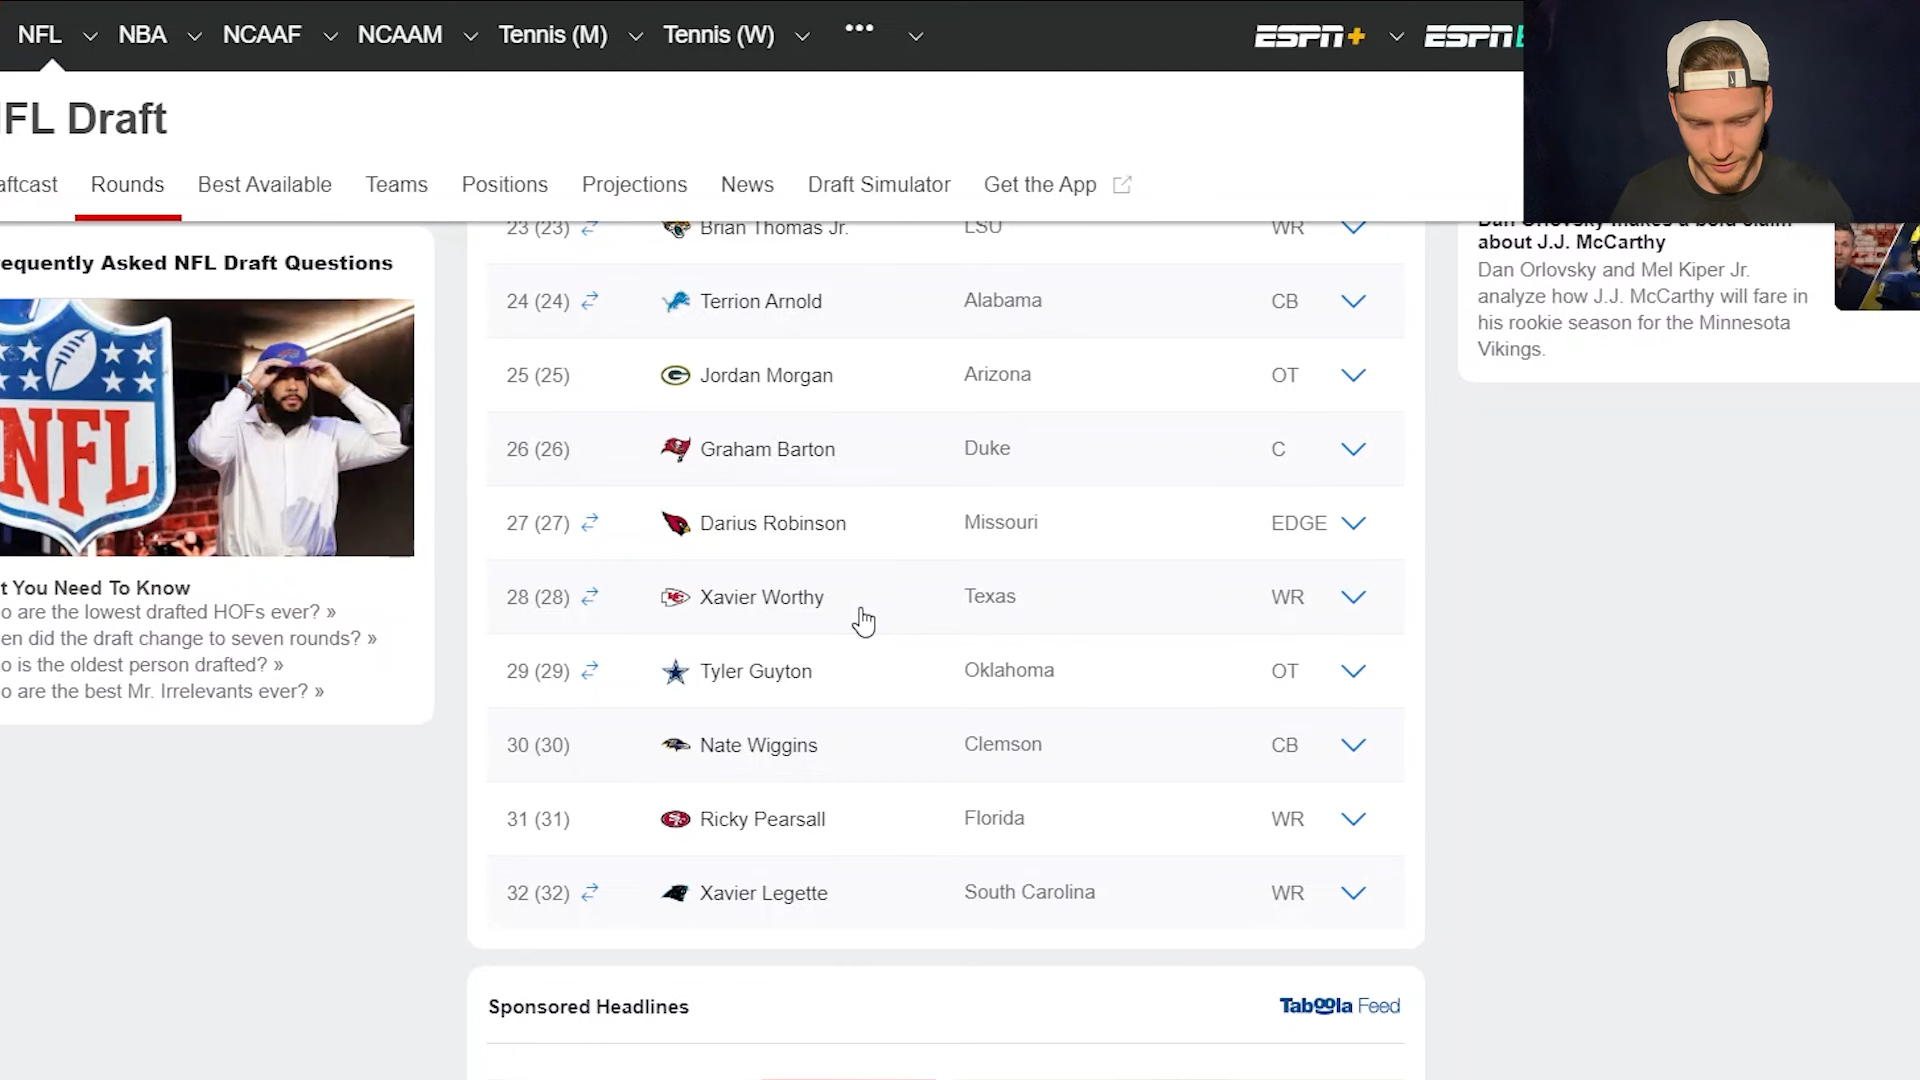 NFL NBA NCAAF NCAAM Tennis (M) Tennis (W) ••• ESPN+ ESPN
FL Draft
aftcast Rounds Best Available Teams Positions Projections News Draft Simulator Get the App
equently Asked NFL Draft Questions
NFL
t You Need To Know
o are the lowest drafted HOFs ever? »
en did the draft change to seven rounds? »
o is the oldest person drafted? »
o are the best Mr. Irrelevants ever? »
23 (23) Brian Thomas Jr. LSU WR
24 (24) Terrion Arnold Alabama CB
25 (25) Jordan Morgan Arizona OT
26 (26) Graham Barton Duke C
27 (27) Darius Robinson Missouri EDGE
28 (28) Xavier Worthy Texas WR
29 (29) Tyler Guyton Oklahoma OT
30 (30) Nate Wiggins Clemson CB
31 (31) Ricky Pearsall Florida WR
32 (32) Xavier Legette South Carolina WR
Sponsored Headlines Taboola Feed
Dan Orlovsky makes a bold claim
about J.J. McCarthy
Dan Orlovsky and Mel Kiper Jr.
analyze how J.J. McCarthy will fare in
his rookie season for the Minnesota
Vikings.